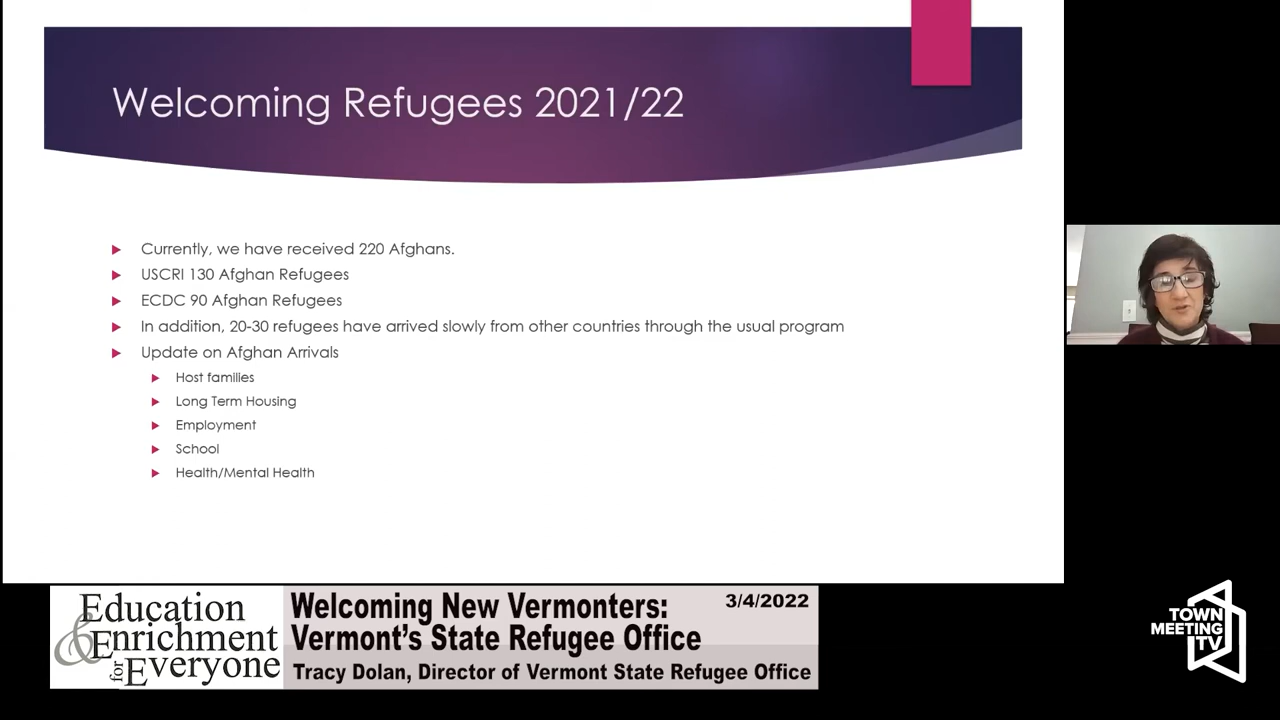 Welcoming Refugees 2021/22
Currently, we have received 220 Afghans.
USCRI 130 Afghan Refugees
ECDC 90 Afghan Refugees
In addition, 20-30 refugees have arrived slowly from other countries through the usual program
Update on Afghan Arrivals
Host families
Long Term Housing
Employment
School
Health/Mental Health
Education
& Enrichment
for Everyone
Welcoming New Vermonters:
3/4/2022
Vermont's State Refugee Office
Tracy Dolan, Director of Vermont State Refugee Office
TOWN
MEETING
TV